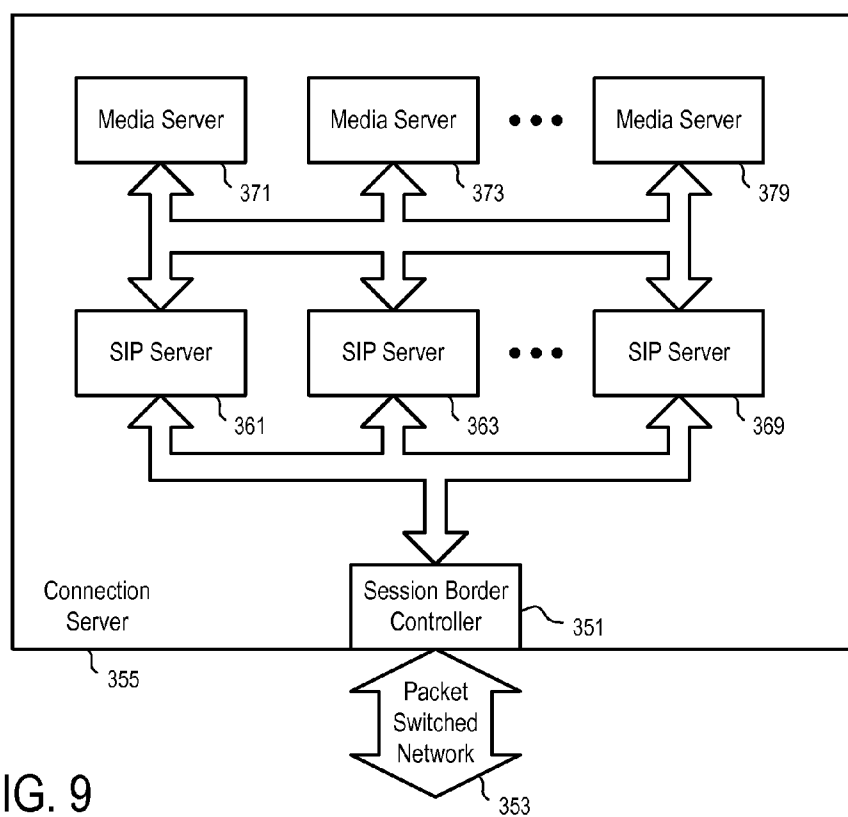 Media Server
Media Server
Media Server
371
373
379
SIP Server
SIP Server
SIP Server
361
363
369
Connection
Server
Session Border
Controller
351
355
Packet
Switched
Network
353
IG. 9